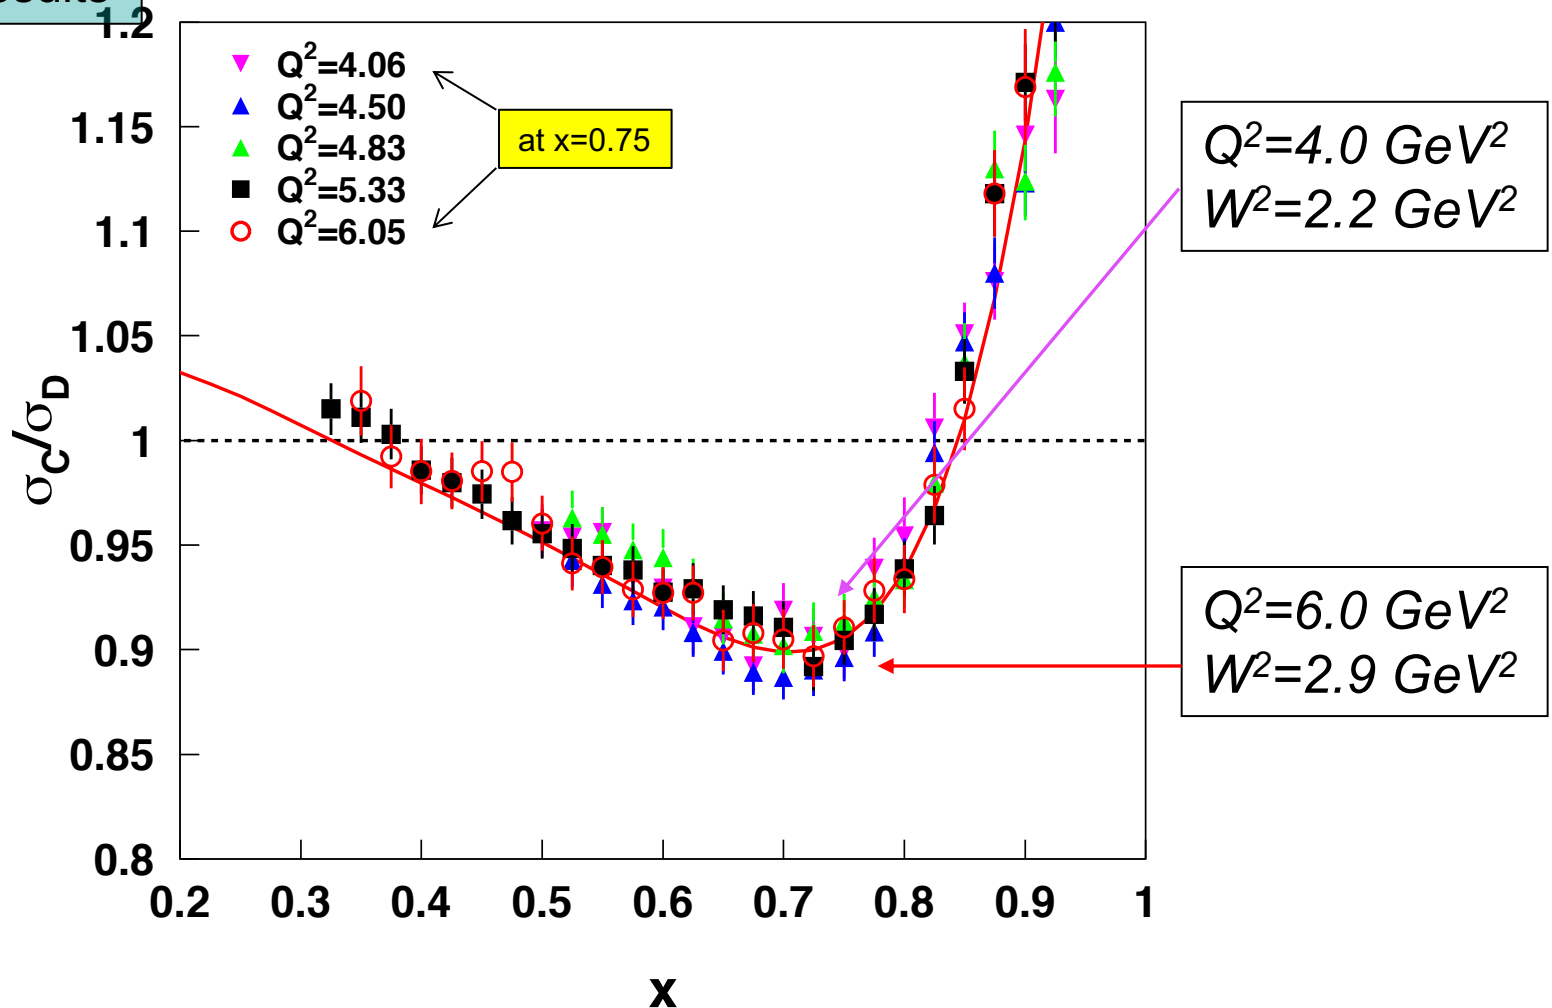 1.2
1.15
1.1
1.05
1
0.95
0.9
0.85
0.8
σC/σD
Q2=4.06
Q2=4.50
Q2=4.83
Q2=5.33
Q2=6.05
at x=0.75
Q2=4.0 GeV2
W2=2.2 GeV2
Q2=6.0 GeV2
W2=2.9 GeV2
0.2 0.3 0.4 0.5 0.6 0.7 0.8 0.9 1
x